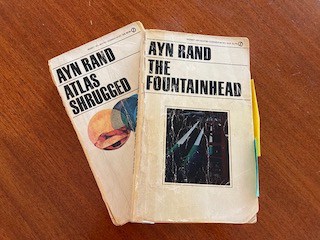 AYN RAND
ATLAS
SHRUGGED
AYN RAND
THE
FOUNTAINHEAD